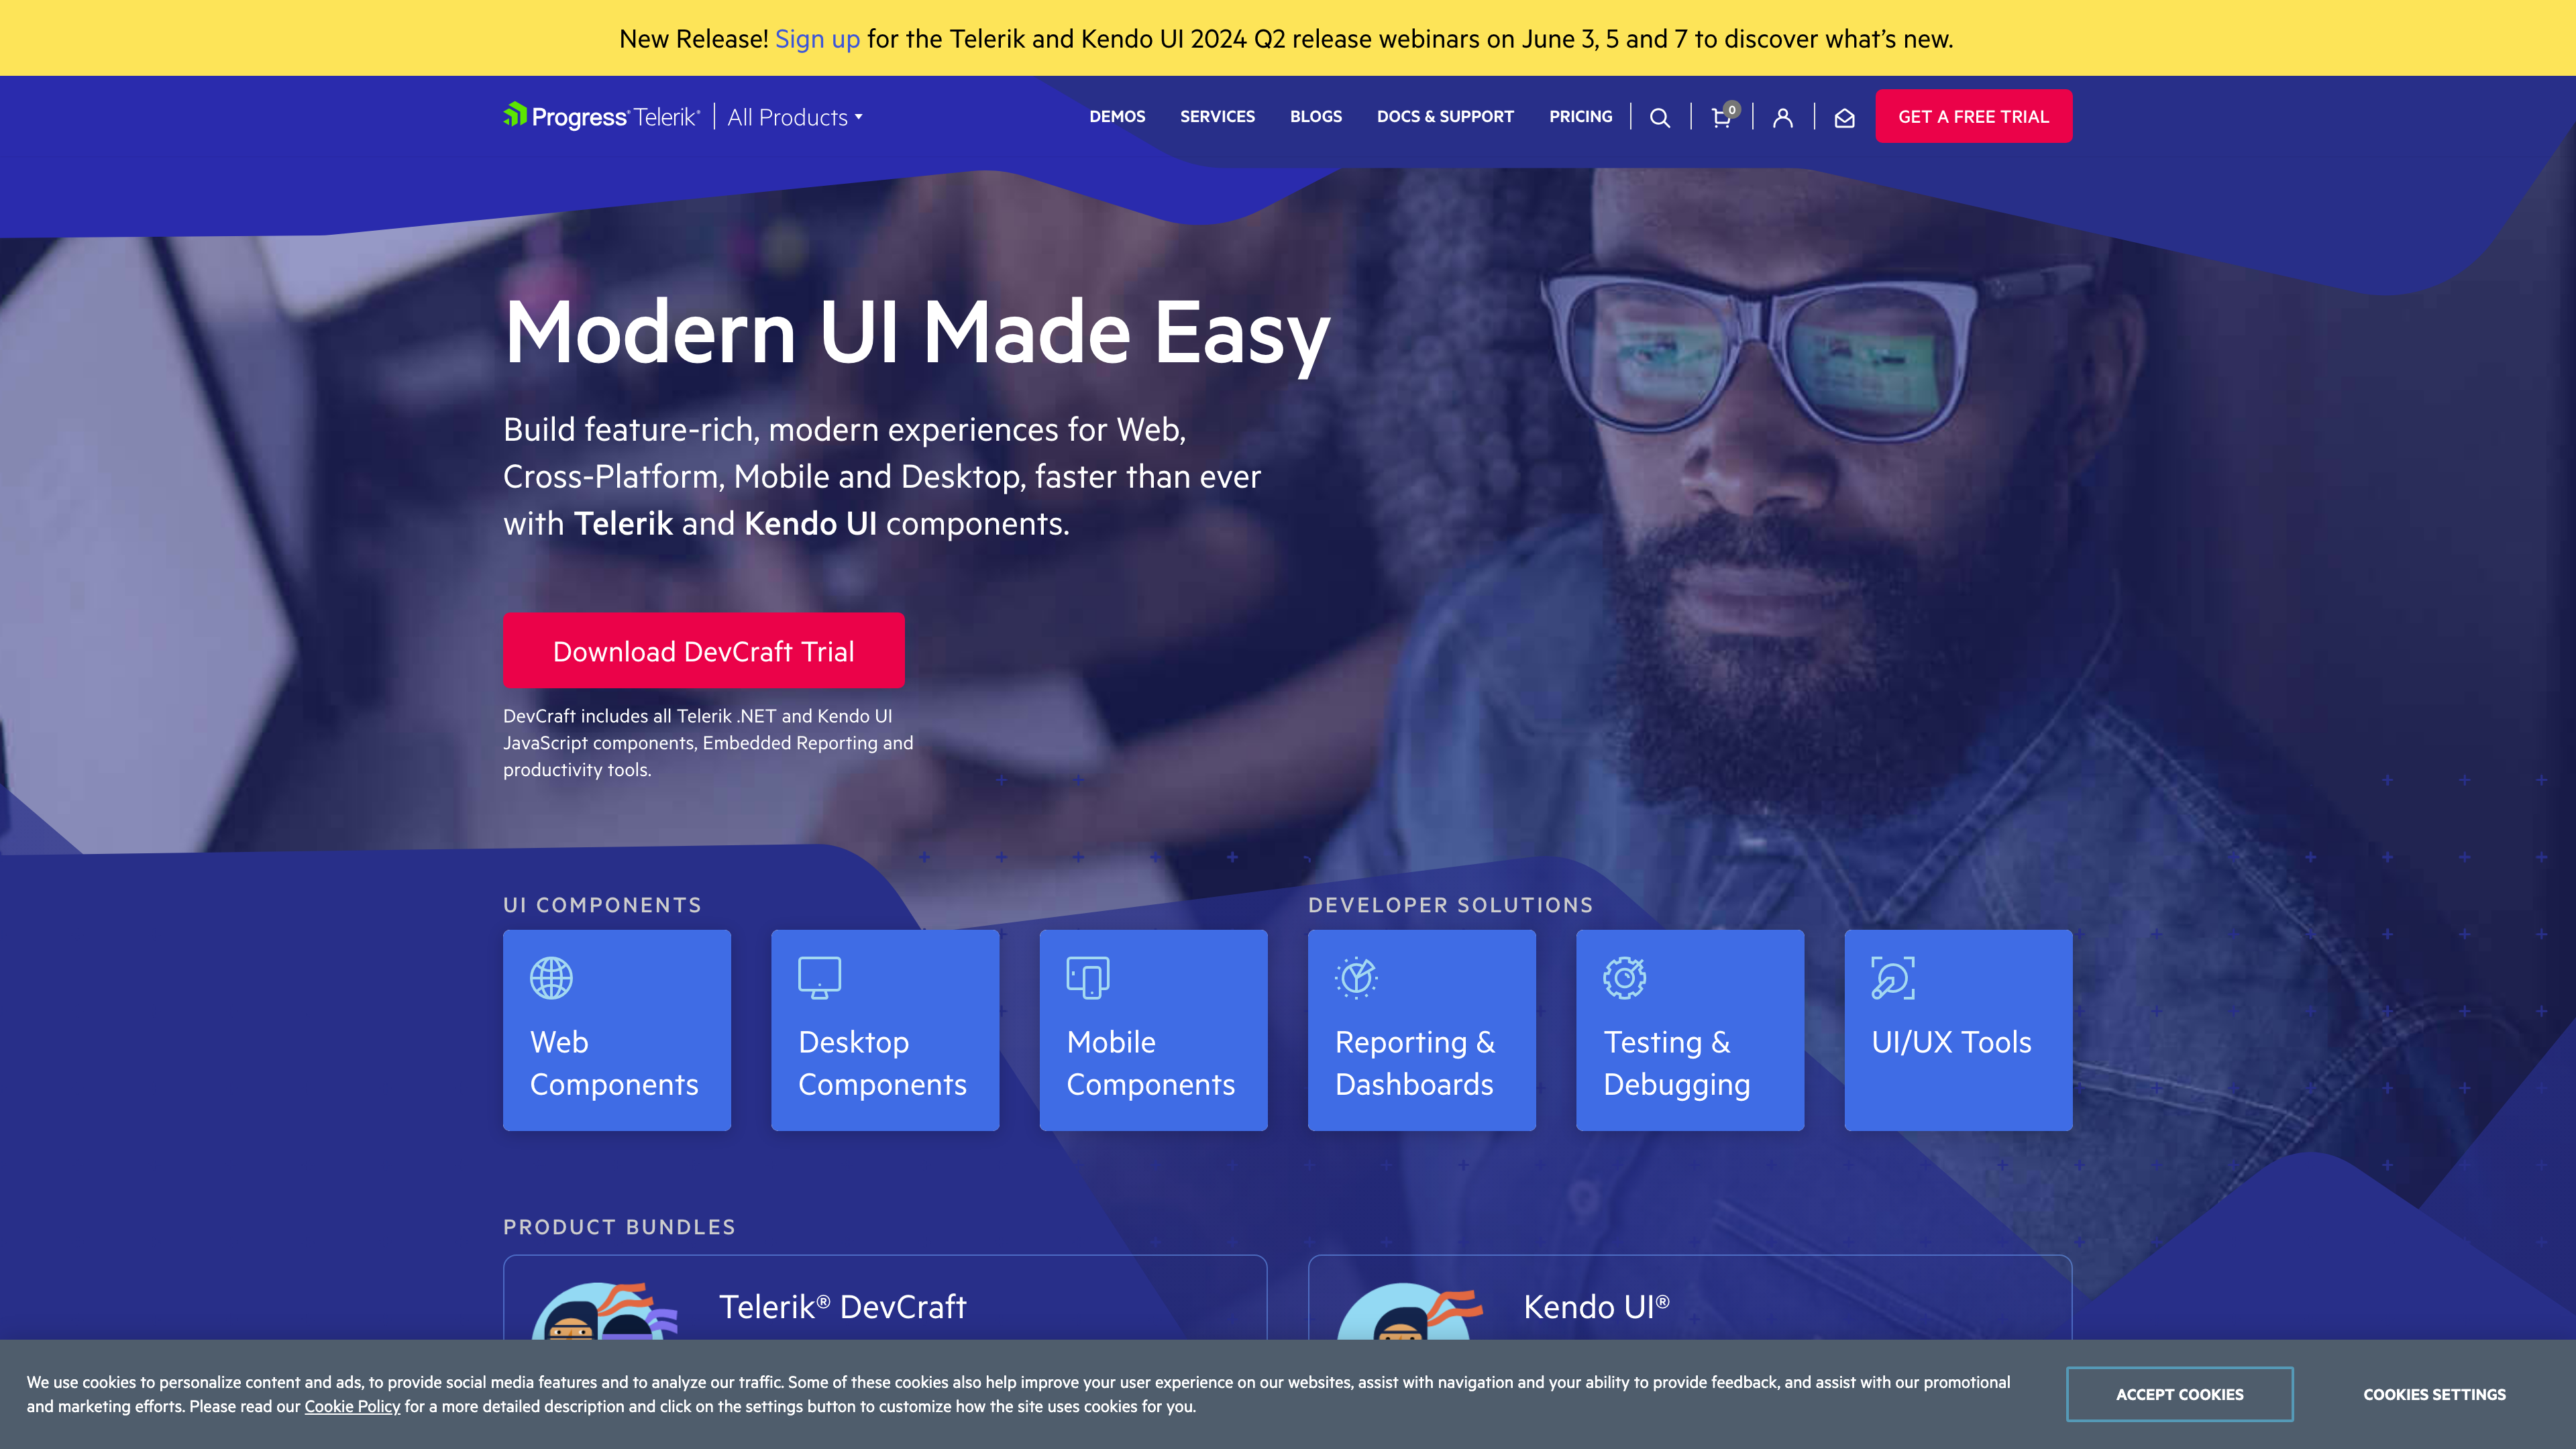 New Release! Sign up for the Telerik and Kendo UI 2024 Q2 release webinars on June 3, 5 and 7 to discover what's new.
Progress® Telerik® | All Products
DEMOS SERVICES BLOGS DOCS & SUPPORT PRICING 0 GET A FREE TRIAL
Modern UI Made Easy
Build feature-rich, modern experiences for Web,
Cross-Platform, Mobile and Desktop, faster than ever
with Telerik and Kendo UI components.
Download DevCraft Trial
DevCraft includes all Telerik .NET and Kendo UI
JavaScript components, Embedded Reporting and
productivity tools.
UI COMPONENTS
Web
Components
Desktop
Components
Mobile
Components
DEVELOPER SOLUTIONS
Reporting &
Dashboards
Testing &
Debugging
UI/UX Tools
PRODUCT BUNDLES
Telerik® DevCraft
Kendo UI®
We use cookies to personalize content and ads, to provide social media features and to analyze our traffic. Some of these cookies also help improve your user experience on our websites, assist with navigation and your ability to provide feedback, and assist with our promotional
and marketing efforts. Please read our Cookie Policy for a more detailed description and click on the settings button to customize how the site uses cookies for you.
ACCEPT COOKIES
COOKIES SETTINGS